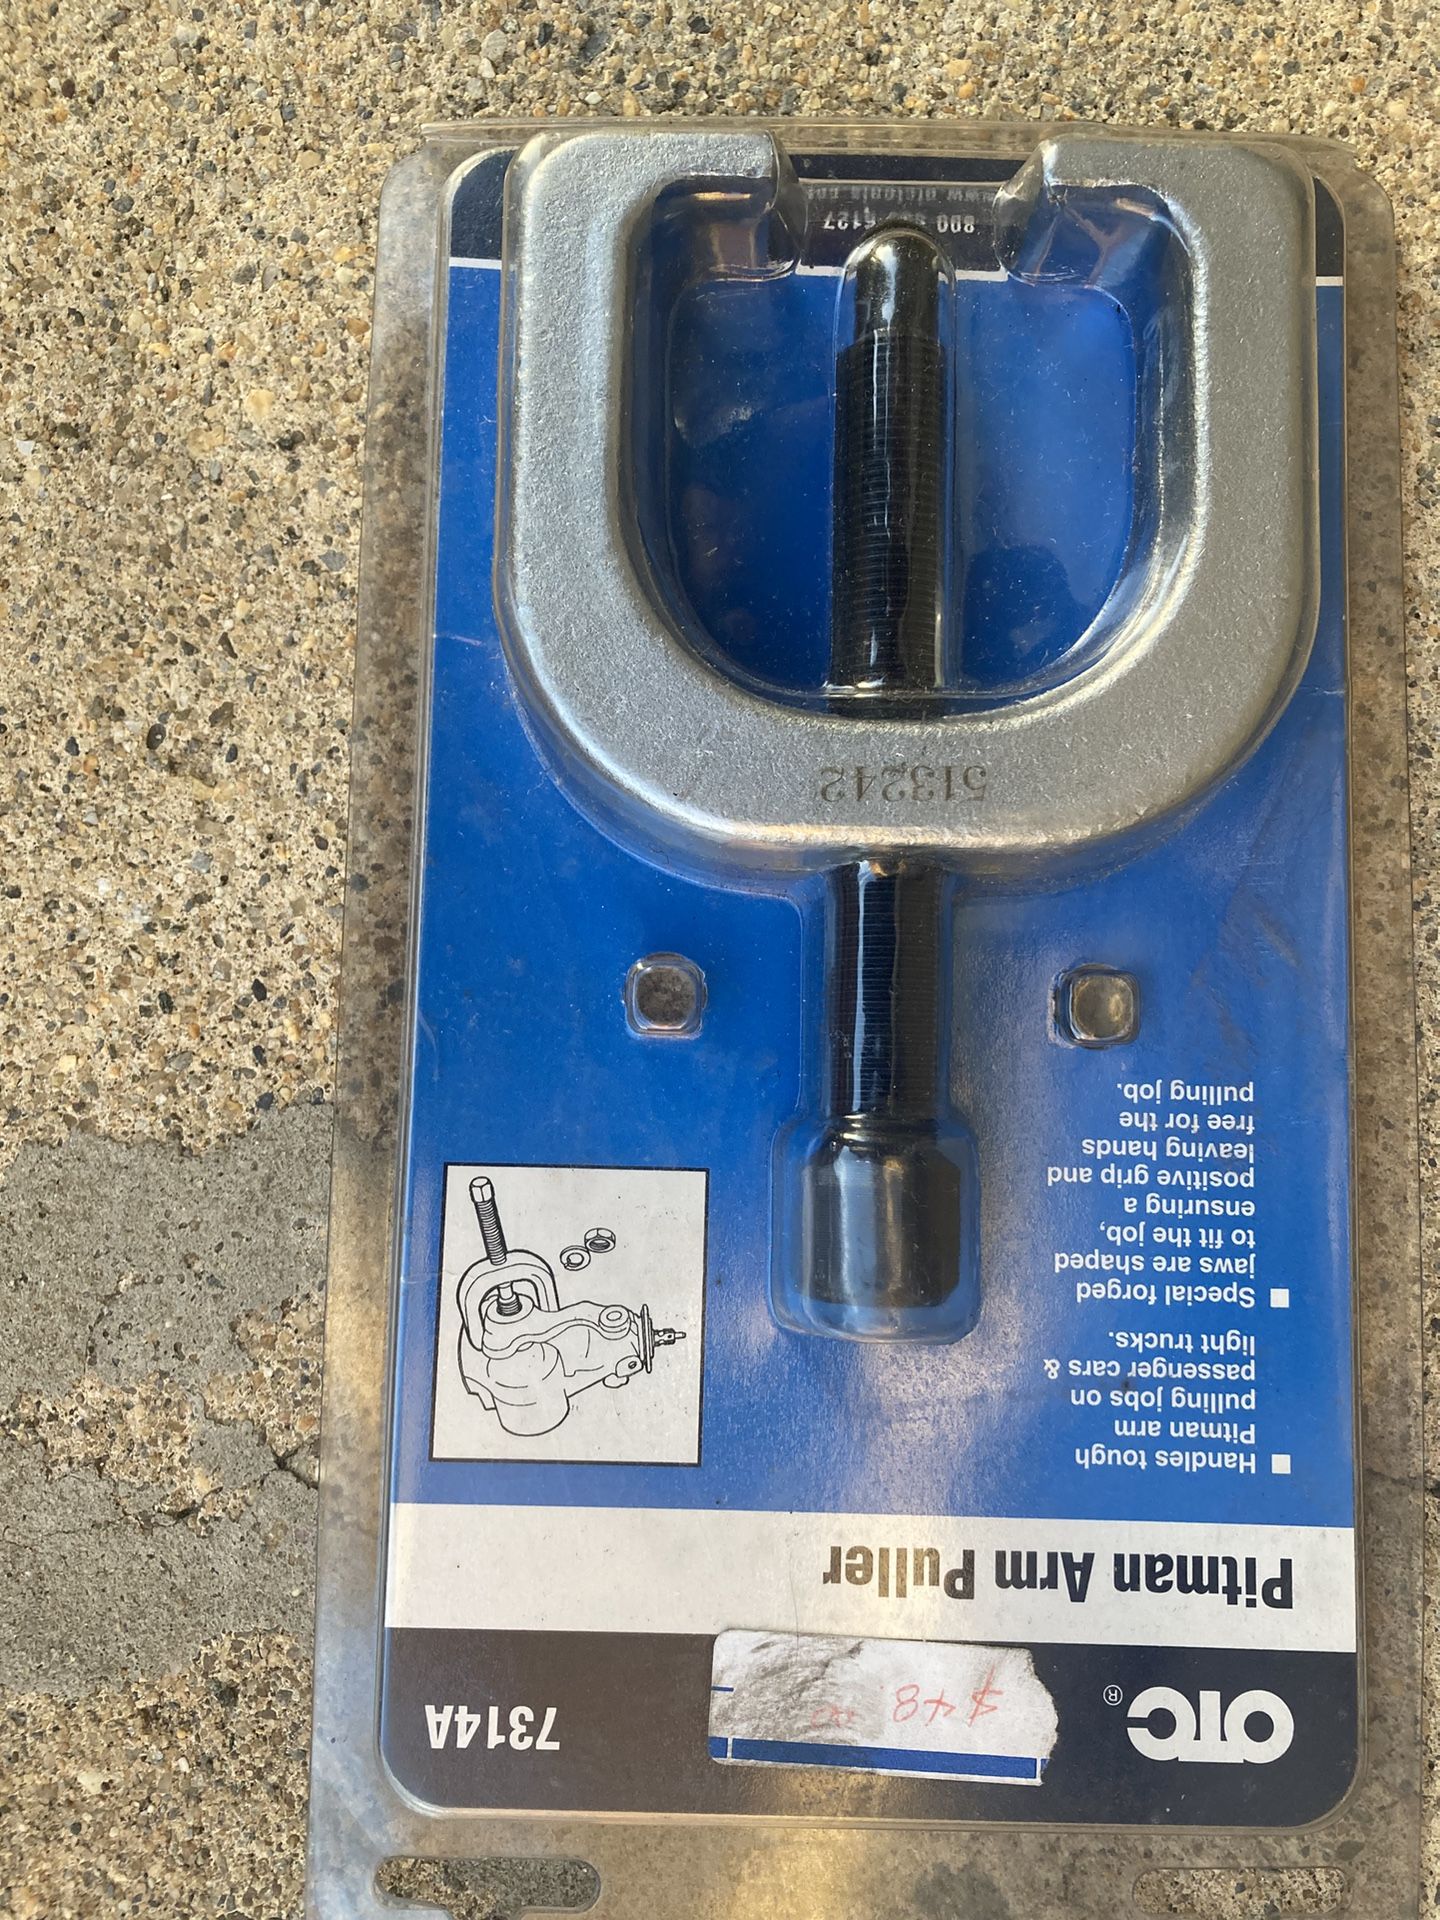 OTC®
7314A
$48.00
Pitman Arm Puller
■ Handles tough
Pitman arm
pulling jobs on
passenger cars &
light trucks.
■ Special forged
jaws are shaped
to fit the job,
ensuring a
positive grip and
leaving hands
free for the
pulling job.
513242
800 6127